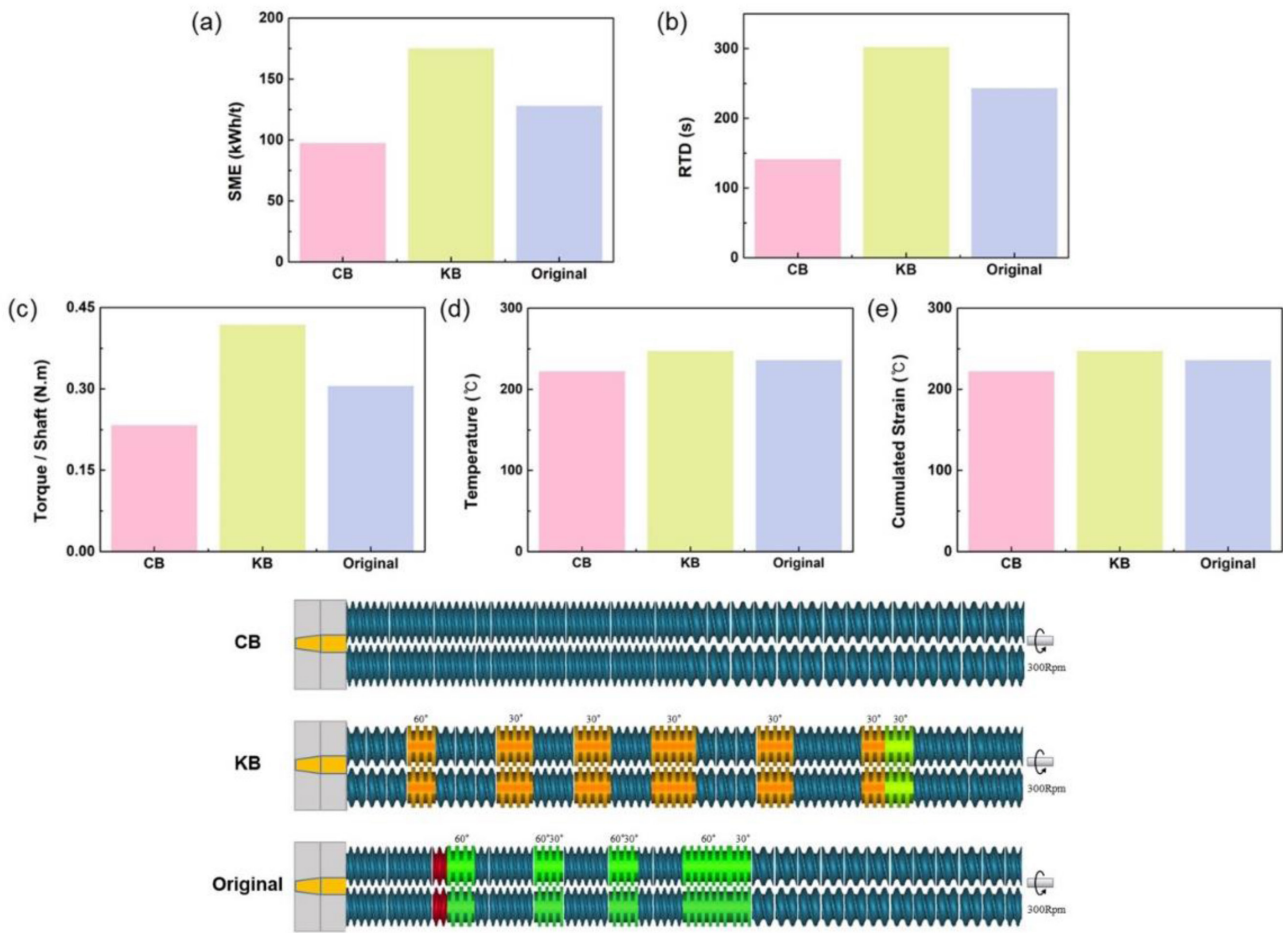 (a)
200
150
100
50
0
SME (kWh/t)
CB KB Original
(b)
300
200
100
0
RTD (s)
CB KB Original
(c)
0.45
0.30
0.15
0.00
Torque / Shaft (N.m)
CB KB Original
(d)
300
200
100
0
Temperature (℃)
CB KB Original
(e)
300
200
100
0
Cumulated Strain (℃)
CB KB Original
CB
300Rpm
60° 30° 30° 30° 30° 30° 30°
KB
300Rpm
60° 60°30° 60°30° 60° 30°
Original
300Rpm